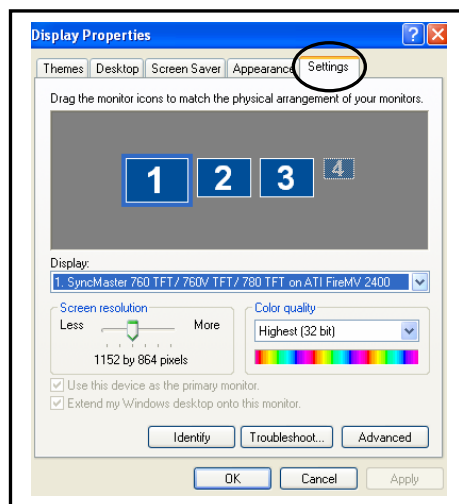 Display Properties
Themes Desktop Screen Saver Appearance Settings
Drag the monitor icons to match the physical arrangement of your monitors.
1 2 3 4
Display:
1. SyncMaster 760 TFT/ 760V TFT/ 780 TFT on ATI FireMV 2400
Screen resolution Color quality
Less More Highest (32 bit)
1152 by 864 pixels
Use this device as the primary monitor.
Extend my Windows desktop onto this monitor.
Identify Troubleshoot... Advanced
OK Cancel Apply